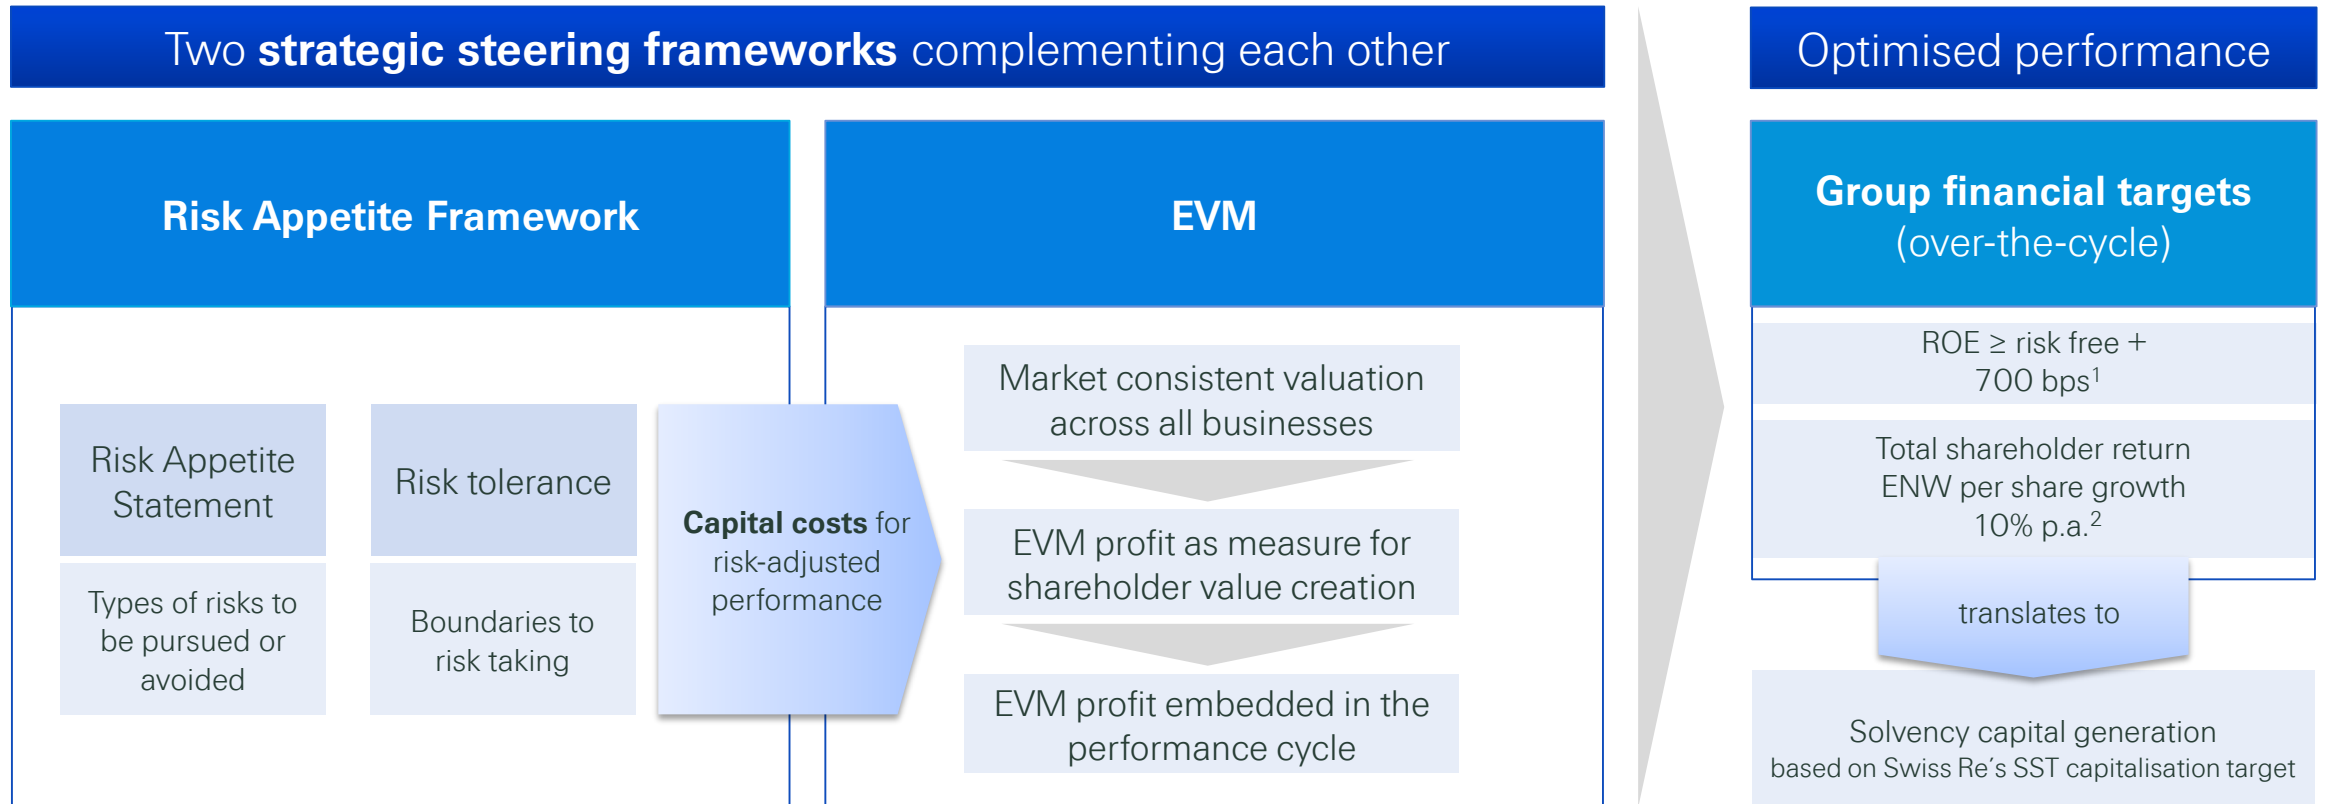 Two strategic steering frameworks complementing each other
Optimised performance
Risk Appetite Framework
EVM
Group financial targets
(over-the-cycle)
Risk Appetite
Statement
Types of risks to
be pursued or
avoided
Risk tolerance
Boundaries to
risk taking
Capital costs for
risk-adjusted
performance
Market consistent valuation
across all businesses
EVM profit as measure for
shareholder value creation
EVM profit embedded in the
performance cycle
ROE ≥ risk free +
700 bps¹
Total shareholder return
ENW per share growth
10% p.a.²
translates to
Solvency capital generation
based on Swiss Re’s SST capitalisation target